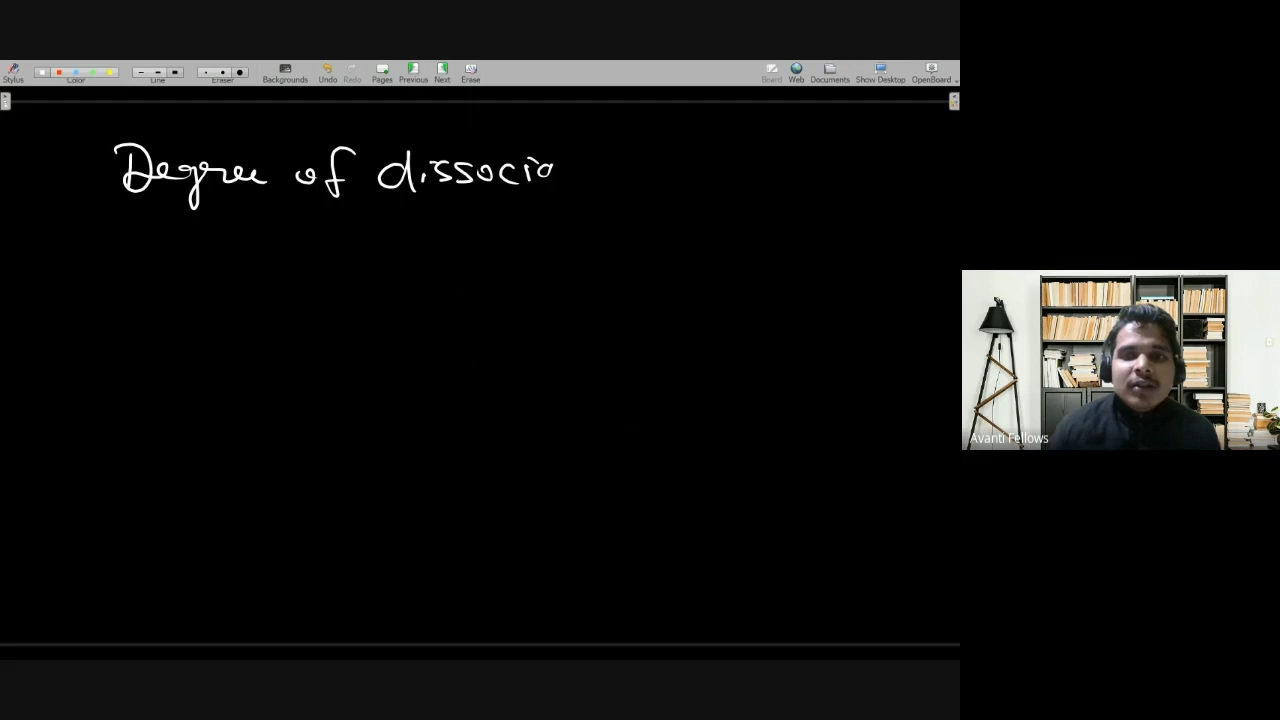 Stylus
Color
Line
Eraser
Backgrounds
Undo
Redo
Pages
Previous
Next
Erase
Board
Web
Documents
Show Desktop
OpenBoard
Degree of dissocia
Avanti Fellows